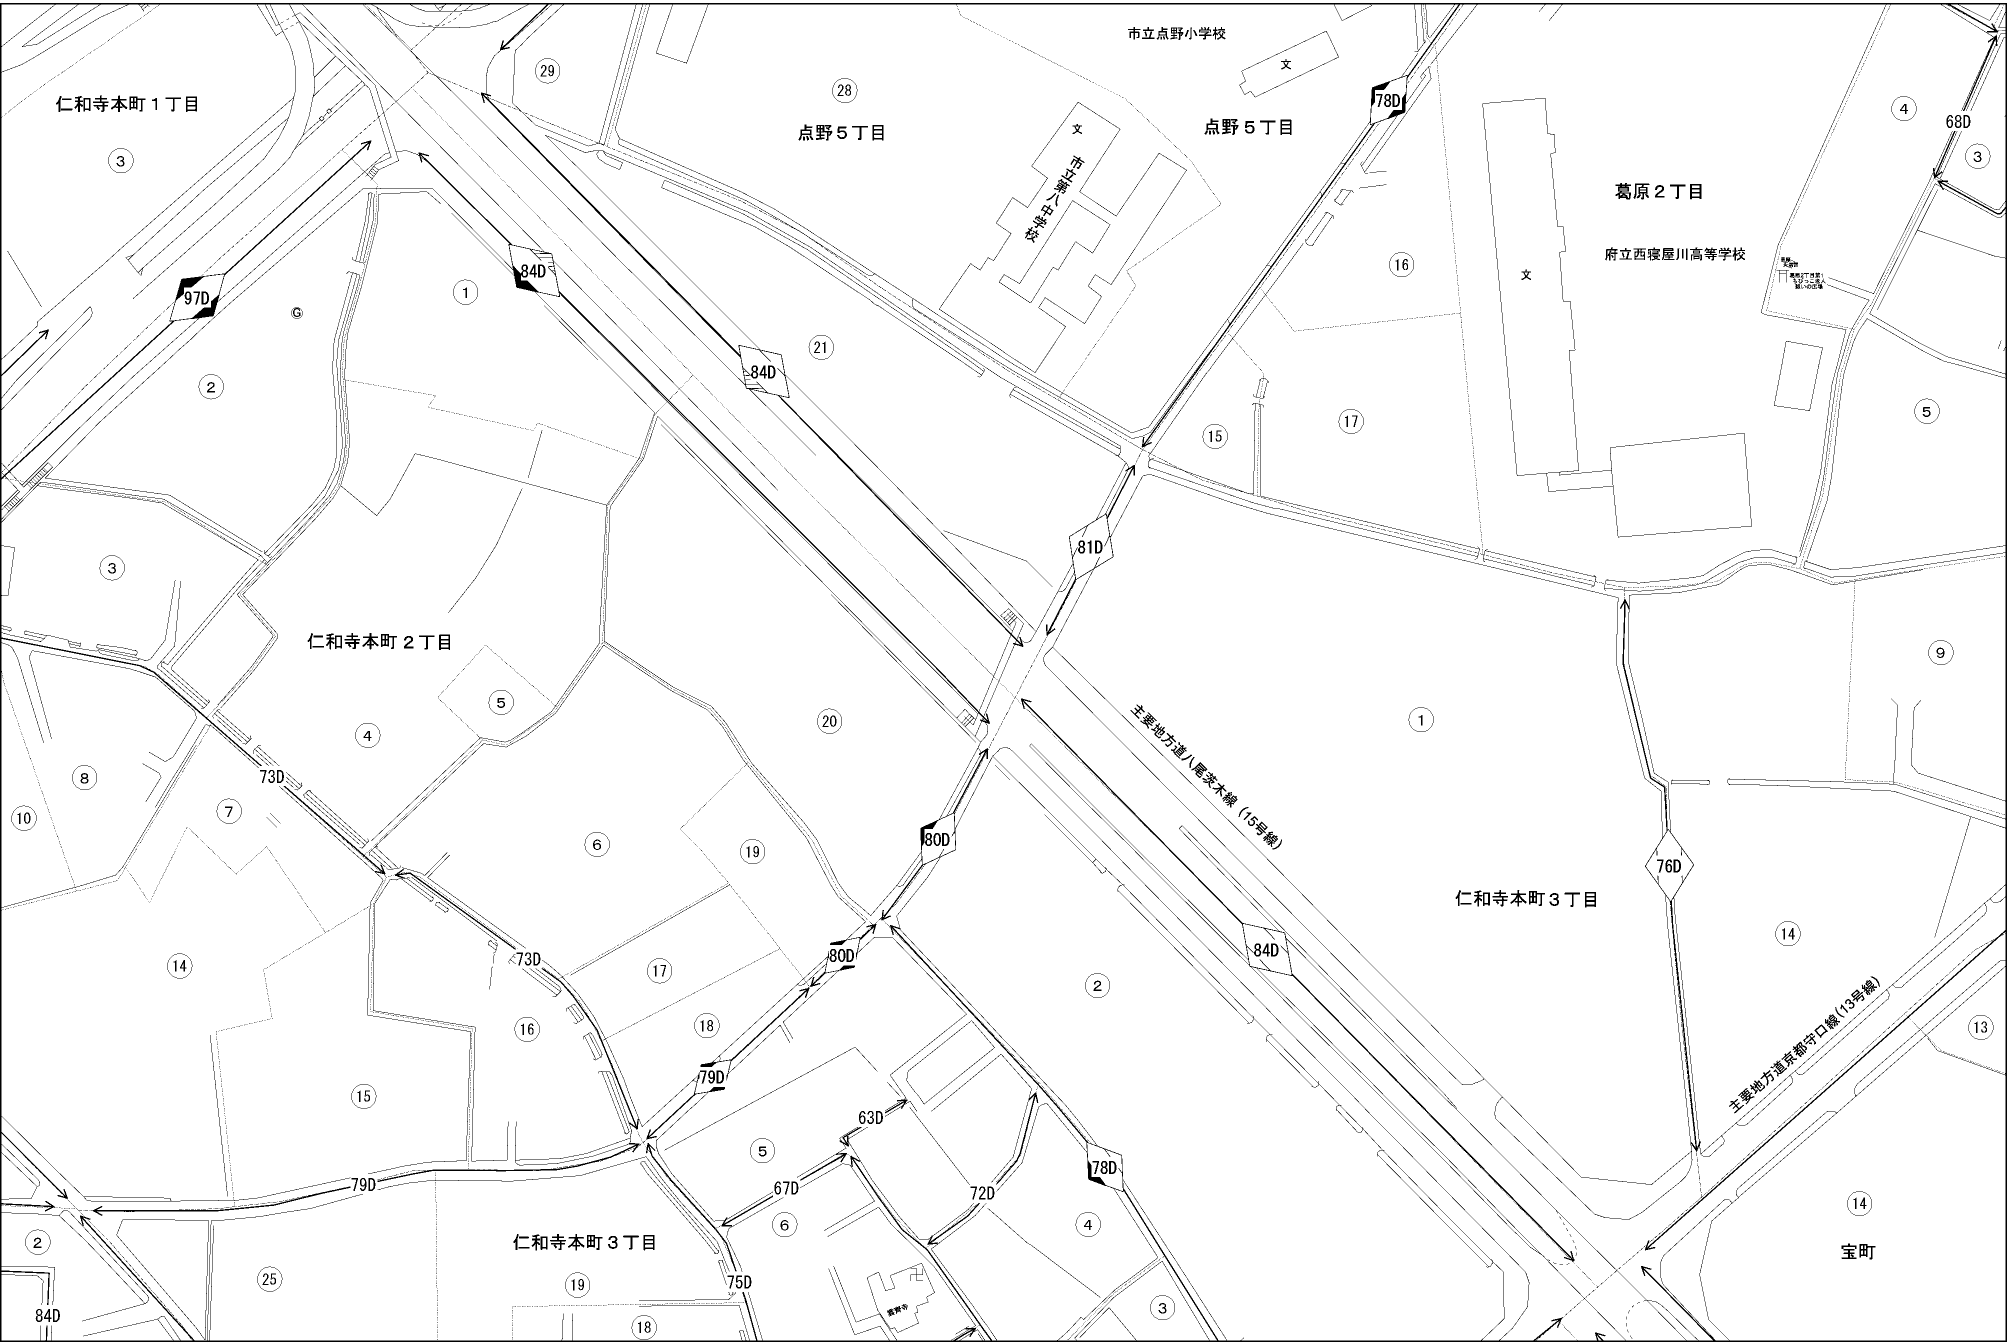 市立点野小学校
文
29
28
仁和寺本町１丁目
点野５丁目
点野５丁目
78D
4
68D
文
3
3
市立第八中学校
葛原２丁目
府立西寝屋川高等学校
16
文
97D
84D
1
G
21
84D
2
15
17
5
81D
3
仁和寺本町２丁目
9
5
20
1
4
主要地方道八尾茨木線（15号線）
73D
8
7
10
6
19
80D
76D
仁和寺本町３丁目
14
73D
17
80D
84D
14
2
主要地方道京都守口線（13号線）
16
18
13
79D
15
63D
5
78D
79D
67D
72D
6
4
14
2
仁和寺本町３丁目
宝町
25
19
75D
3
84D
18